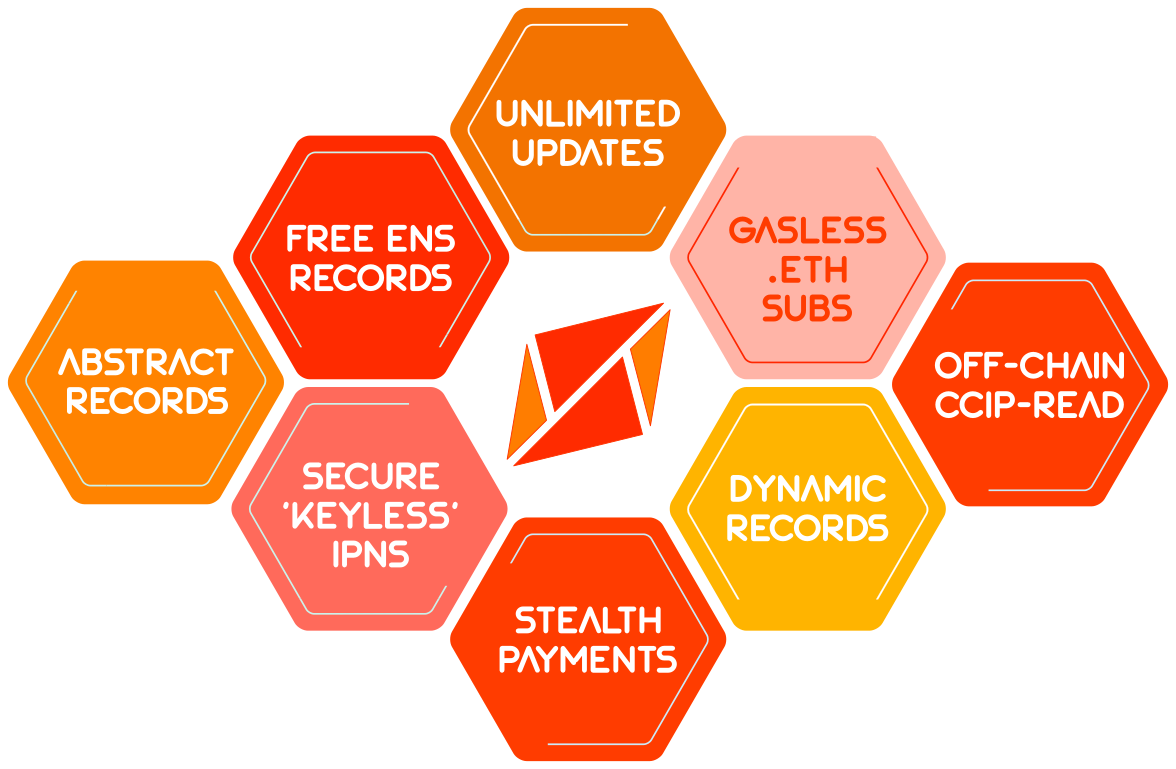 UNLIMITED
UPDATES
FREE ENS
RECORDS
GASLESS
.ETH
SUBS
ABSTRACT
RECORDS
OFF-CHAIN
CCIP-READ
SECURE
'KEYLESS'
IPNS
DYNAMIC
RECORDS
STEALTH
PAYMENTS